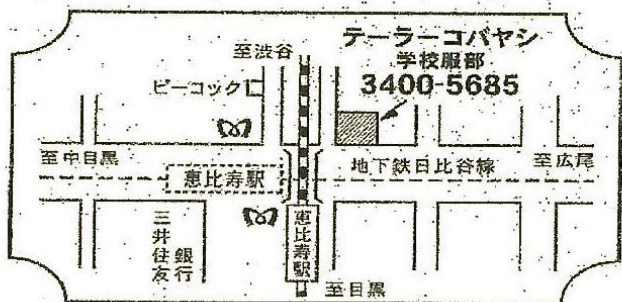 テーラーコバヤシ
学校服部
3400-5685
至渋谷
ピーコック
至中目黒
恵比寿駅
地下鉄日比谷線
至広尾
三井住友
銀行
恵比寿駅
至目黒